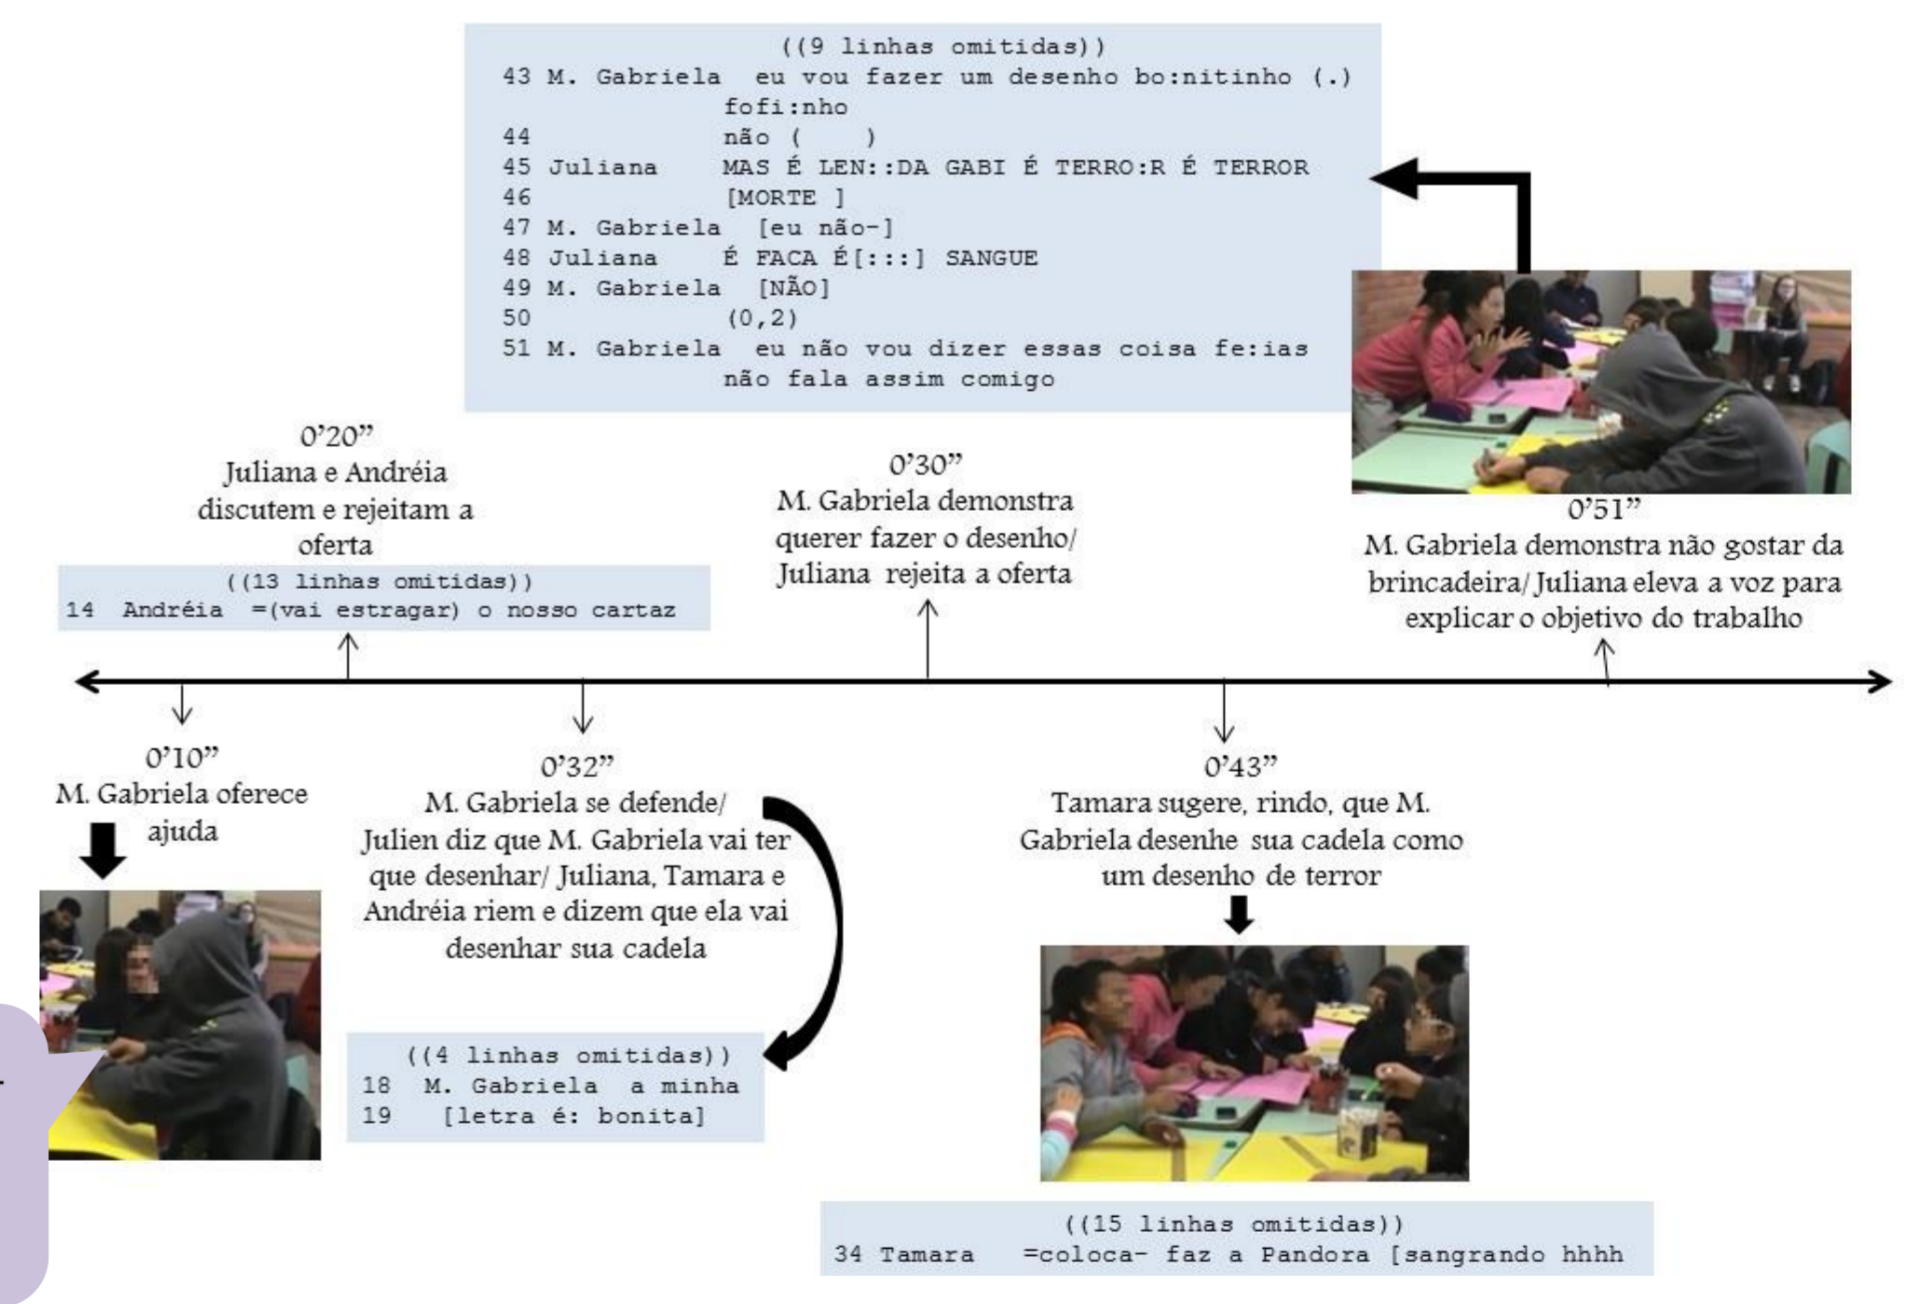 ((9 linhas omitidas))
43 M. Gabriela eu vou fazer um desenho bo:nitinho (.)
fofi:nho
44 não ( )
45 Juliana MAS É LEN::DA GABI É TERRO:R É TERROR
46 [MORTE ]
47 M. Gabriela [eu não-]
48 Juliana É FACA É[:::] SANGUE
49 M. Gabriela [NÃO]
50 (0,2)
51 M. Gabriela eu não vou dizer essas coisa fe:ias
não fala assim comigo
0’20”
Juliana e Andréia
discutem e rejeitam a
oferta
((13 linhas omitidas))
14 Andréia =(vai estragar) o nosso cartaz
0’30”
M. Gabriela demonstra
querer fazer o desenho/
Juliana rejeita a oferta
0’51”
M. Gabriela demonstra não gostar da
brincadeira/ Juliana eleva a voz para
explicar o objetivo do trabalho
0’10”
M. Gabriela oferece
ajuda
0’32”
M. Gabriela se defende/
Julien diz que M. Gabriela vai ter
que desenhar/ Juliana, Tamara e
Andréia riem e dizem que ela vai
desenhar sua cadela
((4 linhas omitidas))
18 M. Gabriela a minha
19 [letra é: bonita]
0’43”
Tamara sugere, rindo, que M.
Gabriela desenhe sua cadela como
um desenho de terror
((15 linhas omitidas))
34 Tamara =coloca- faz a Pandora [sangrando hhhh